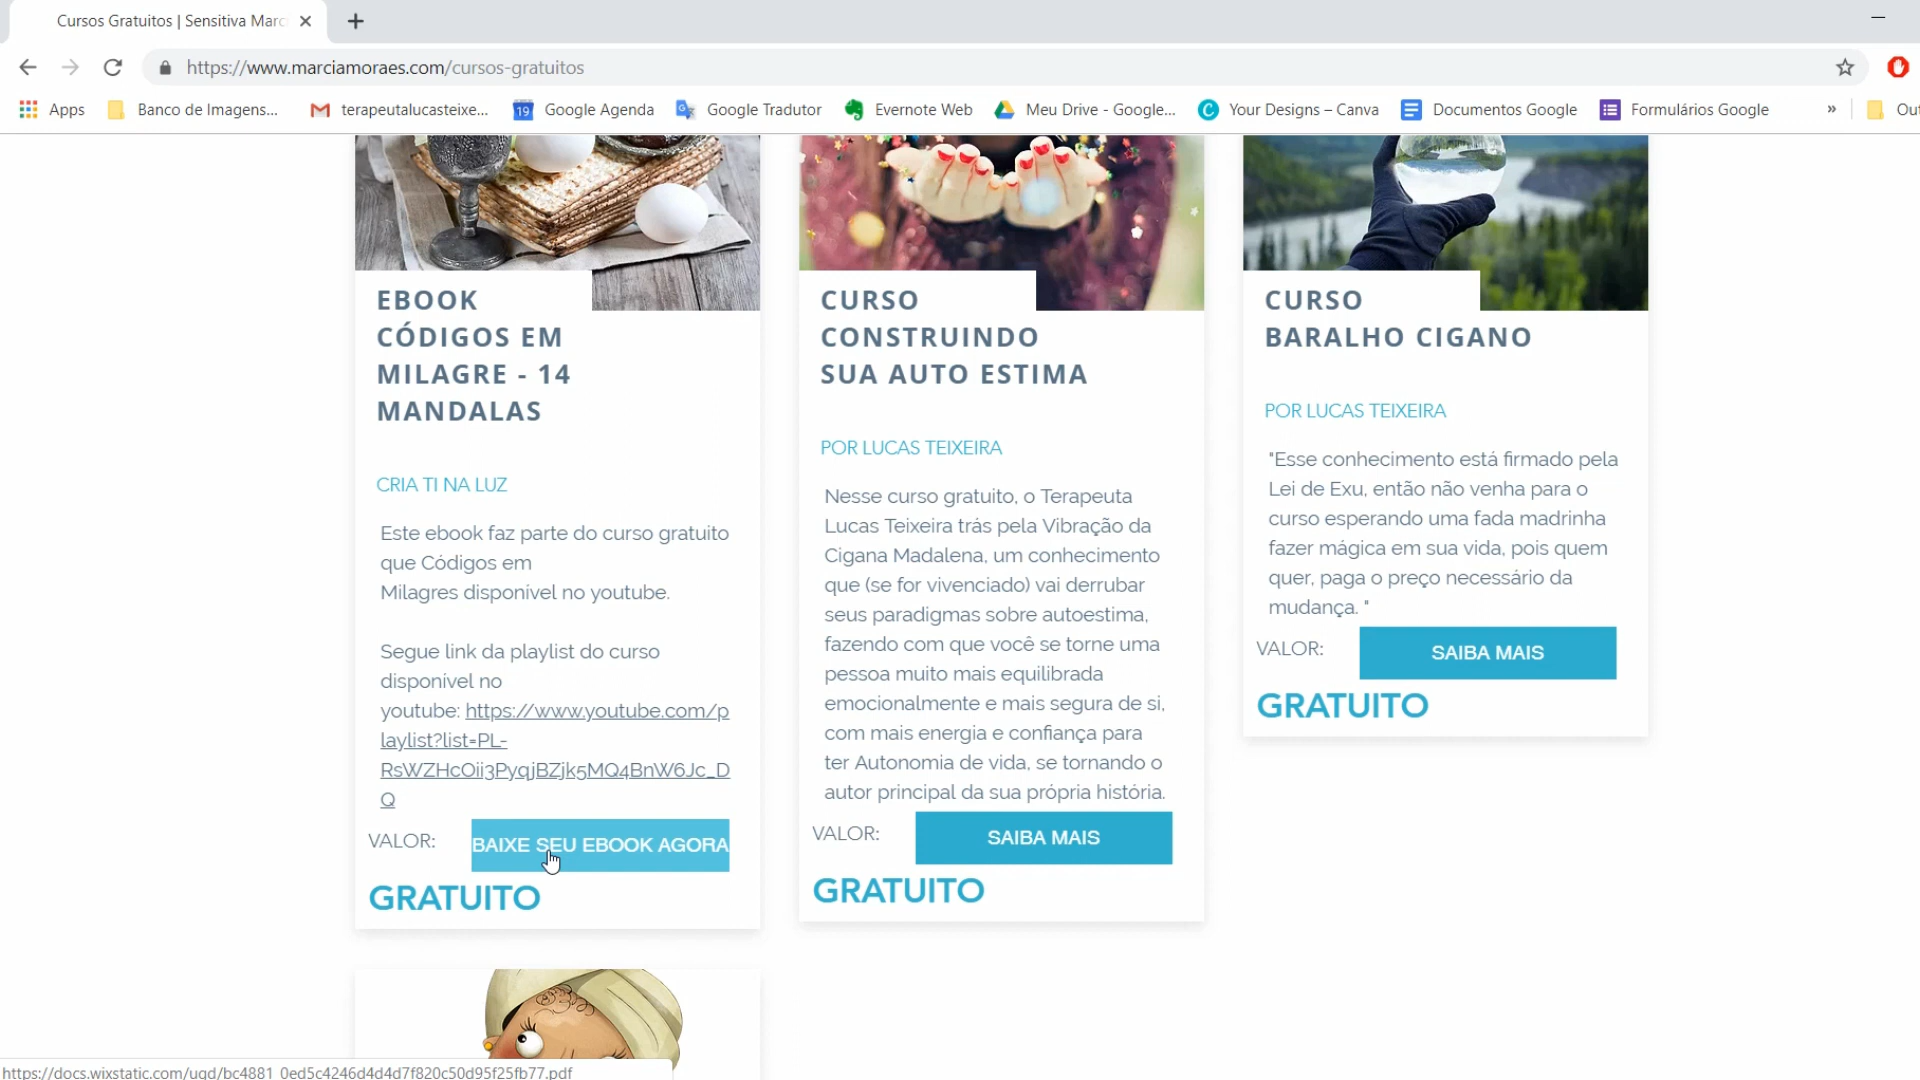 Cursos Gratuitos | Sensitiva Marc
https://www.marciamoraes.com/cursos-gratuitos
Apps
Banco de Imagens...
terapeutalucasteixe...
19
Google Agenda
Google Tradutor
Evernote Web
Meu Drive - Google...
Your Designs – Canva
Documentos Google
Formulários Google
»
Out
EBOOK
CÓDIGOS EM
MILAGRE - 14
MANDALAS
CRIA TI NA LUZ
Este ebook faz parte do curso gratuito
que Códigos em
Milagres disponível no youtube.
Segue link da playlist do curso
disponível no
youtube: https://www.youtube.com/p
laylist?list=PL-
RsWZHcOii3PyqjBZjk5MQ4BnW6Jc_D
Q
VALOR:
BAIXE SEU EBOOK AGORA
GRATUITO
CURSO
CONSTRUINDO
SUA AUTO ESTIMA
POR LUCAS TEIXEIRA
Nesse curso gratuito, o Terapeuta
Lucas Teixeira trás pela Vibração da
Cigana Madalena, um conhecimento
que (se for vivenciado) vai derrubar
seus paradigmas sobre autoestima,
fazendo com que você se torne uma
pessoa muito mais equilibrada
emocionalmente e mais segura de si,
com mais energia e confiança para
ter Autonomia de vida, se tornando o
autor principal da sua própria história.
VALOR:
SAIBA MAIS
GRATUITO
CURSO
BARALHO CIGANO
POR LUCAS TEIXEIRA
"Esse conhecimento está firmado pela
Lei de Exu, então não venha para o
curso esperando uma fada madrinha
fazer mágica em sua vida, pois quem
quer, paga o preço necessário da
mudança. "
VALOR:
SAIBA MAIS
GRATUITO
https://docs.wixstatic.com/ugd/bc4881_0ed5c4246d4d4d7f820c50d95f25fb77.pdf